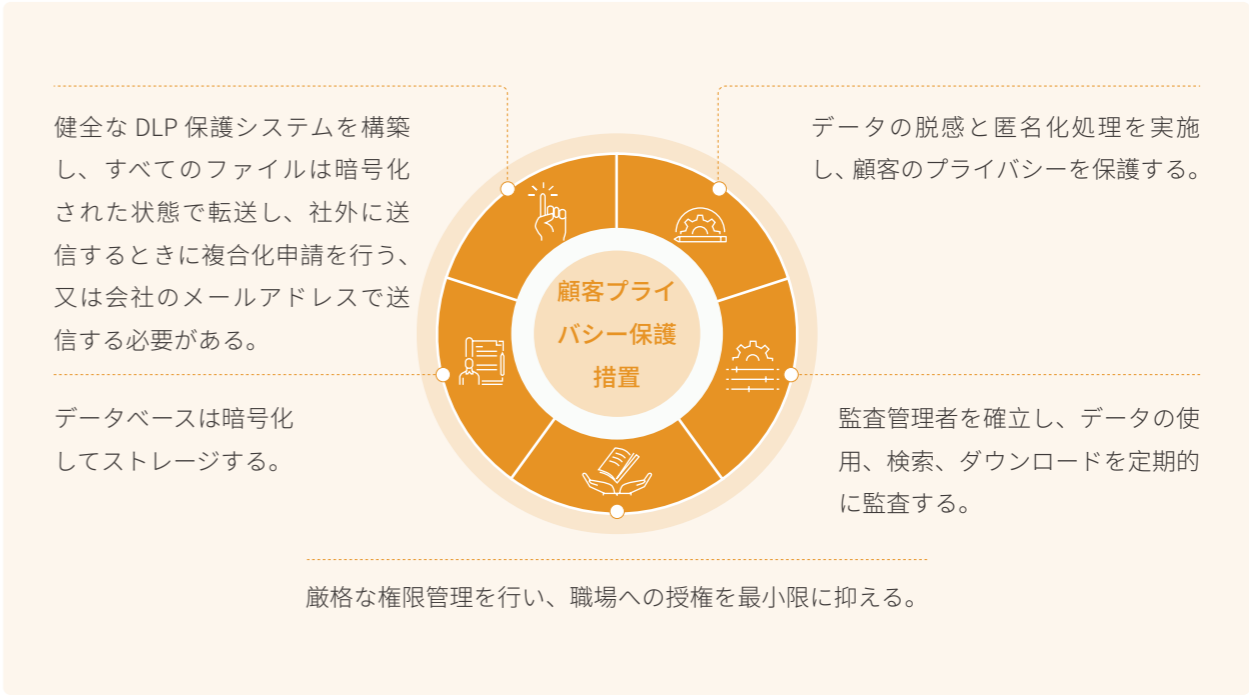 健全な DLP 保護システムを構築
し、すべてのファイルは暗号化
された状態で転送し、社外に送
信するときに複合化申請を行う、
又は会社のメールアドレスで送
信する必要がある。
データの脱感と匿名化処理を実施
し、顧客のプライバシーを保護する。
顧客プライ
バシー保護
措置
データベースは暗号化
してストレージする。
監査管理者を確立し、データの使
用、検索、ダウンロードを定期的
に監査する。
厳格な権限管理を行い、職場への授権を最小限に抑える。